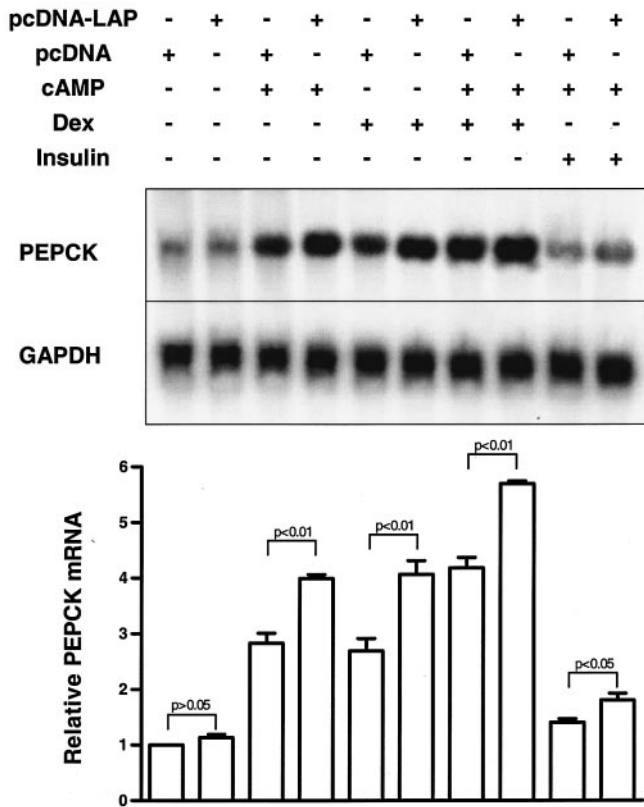 pcDNA-LAP - + - + - + - + - +
pcDNA + - + - + - + - + -
cAMP - - + + - - + + + +
Dex - - - - + + + + - -
Insulin - - - - - - - - + +
PEPCK
GAPDH
Relative PEPCK mRNA
6
5
4
3
2
1
0
p>0.05
p<0.01
p<0.01
p<0.01
p<0.05